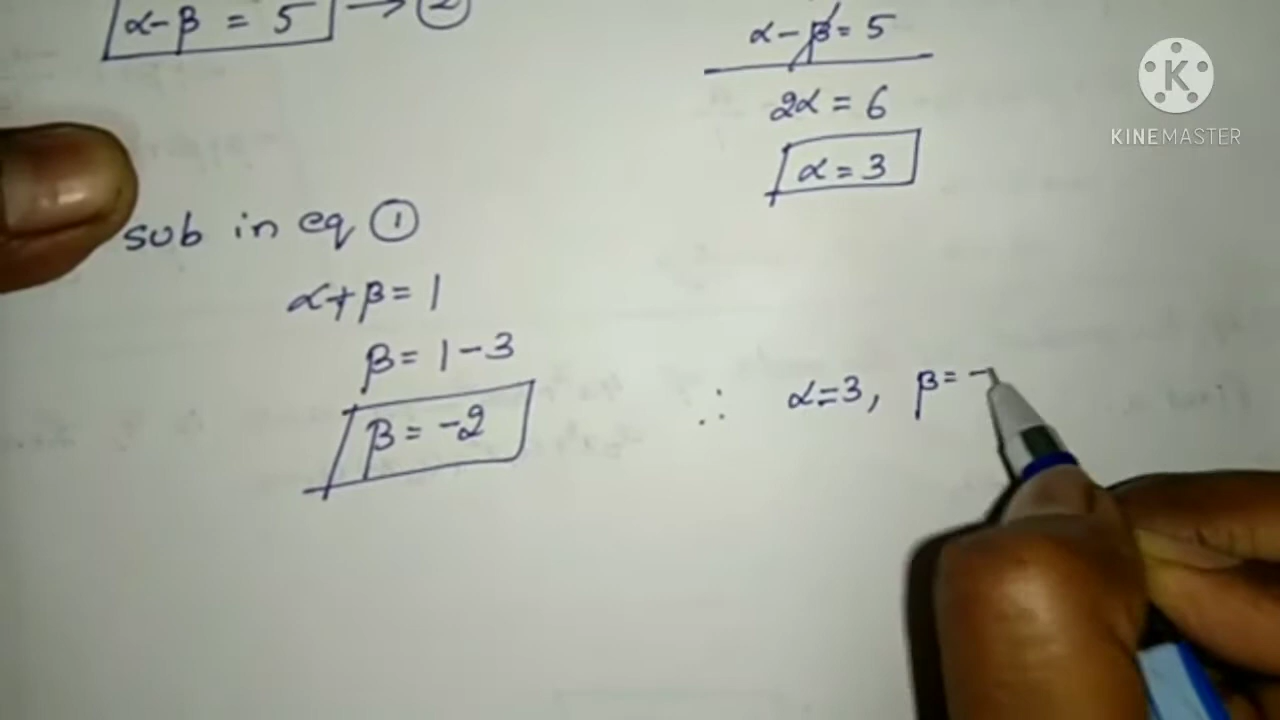 α-β = 5 → ②
α - β = 5
2α = 6
α = 3
KINEMASTER
sub in eq ①
α+β = 1
β = 1-3
β = -2
∴ α=3, β= -